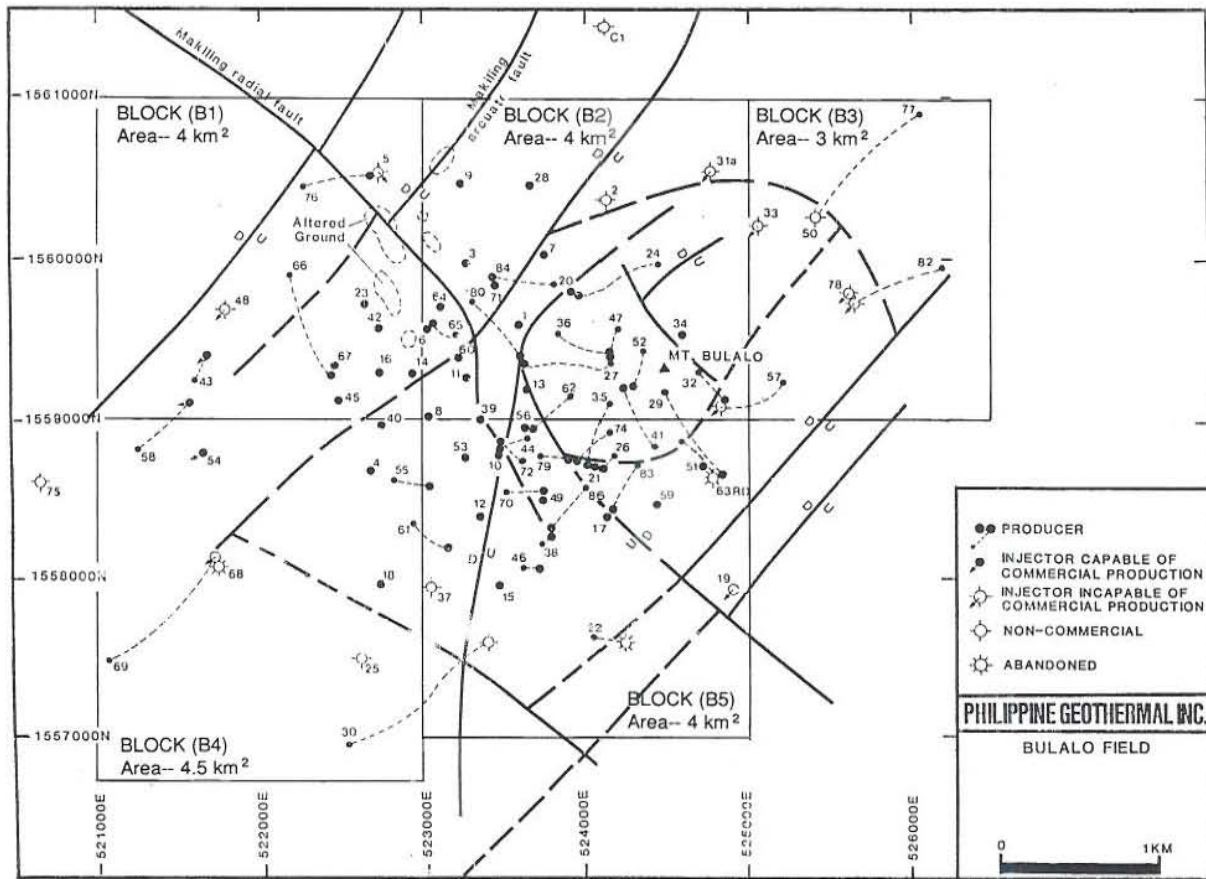 C1
Makiling radial fault
Makiling
arcuate fault
1561000N
BLOCK (B1)
Area-- 4 km²
BLOCK (B2)
Area-- 4 km²
BLOCK (B3)
Area-- 3 km²
77
D U
5
9
28
31a
2
76
D U
33
50
Altered
Ground
D U
1560000N
3
7
24
D U
82
66
84
20
78
80
71
48
23
64
42
6
65
1
36
47
34
52
MT. BULALO
60
67
16
14
11
27
32
57
43
13
62
35
29
45
1559000N
40
8
39
56
74
58
54
53
44
26
41
10
72
79
21
83
51
4
55
63RD
75
70
49
86
59
12
17
61
38
U D
D U
D U
1558000N
68
18
37
D U
46
15
19
22
25
69
BLOCK (B5)
Area-- 4 km²
30
1557000N
BLOCK (B4)
Area-- 4.5 km²
521000E
522000E
523000E
524000E
525000E
526000E
PRODUCER
INJECTOR CAPABLE OF
COMMERCIAL PRODUCTION
INJECTOR INCAPABLE OF
COMMERCIAL PRODUCTION
NON-COMMERCIAL
ABANDONED
PHILIPPINE GEOTHERMAL INC.
BULALO FIELD
0 1KM